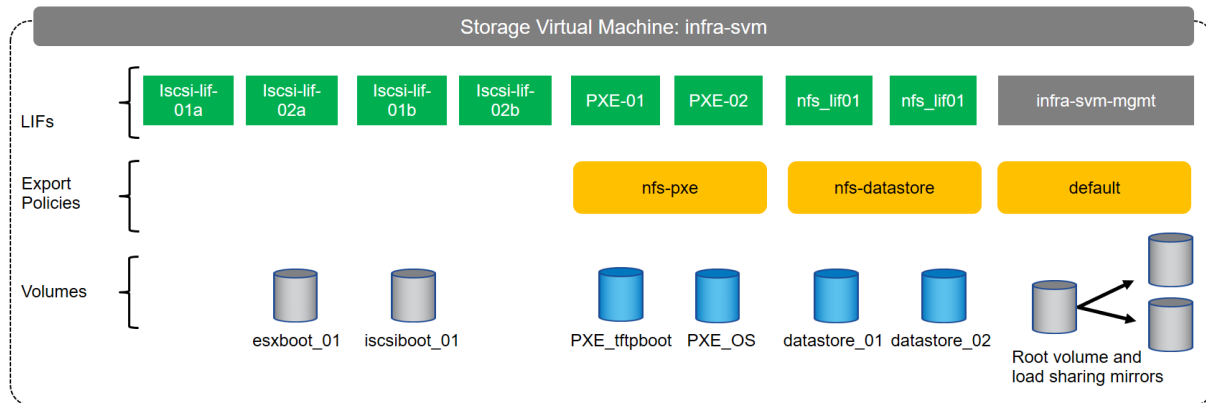 Storage Virtual Machine: infra-svm
LIFs
Iscsi-lif-
01a
Iscsi-lif-
02a
Iscsi-lif-
01b
Iscsi-lif-
02b
PXE-01
PXE-02
nfs_lif01
nfs_lif01
infra-svm-mgmt
Export
Policies
nfs-pxe
nfs-datastore
default
Volumes
esxboot_01
iscsiboot_01
PXE_tftpboot
PXE_OS
datastore_01
datastore_02
Root volume and
load sharing mirrors